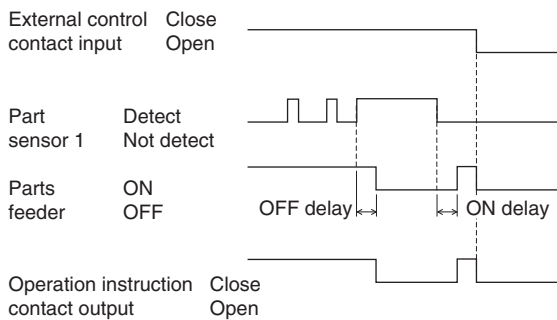 External control Close
contact input Open
Part Detect
sensor 1 Not detect
Parts ON
feeder OFF
OFF delay
ON delay
Operation instruction Close
contact output Open